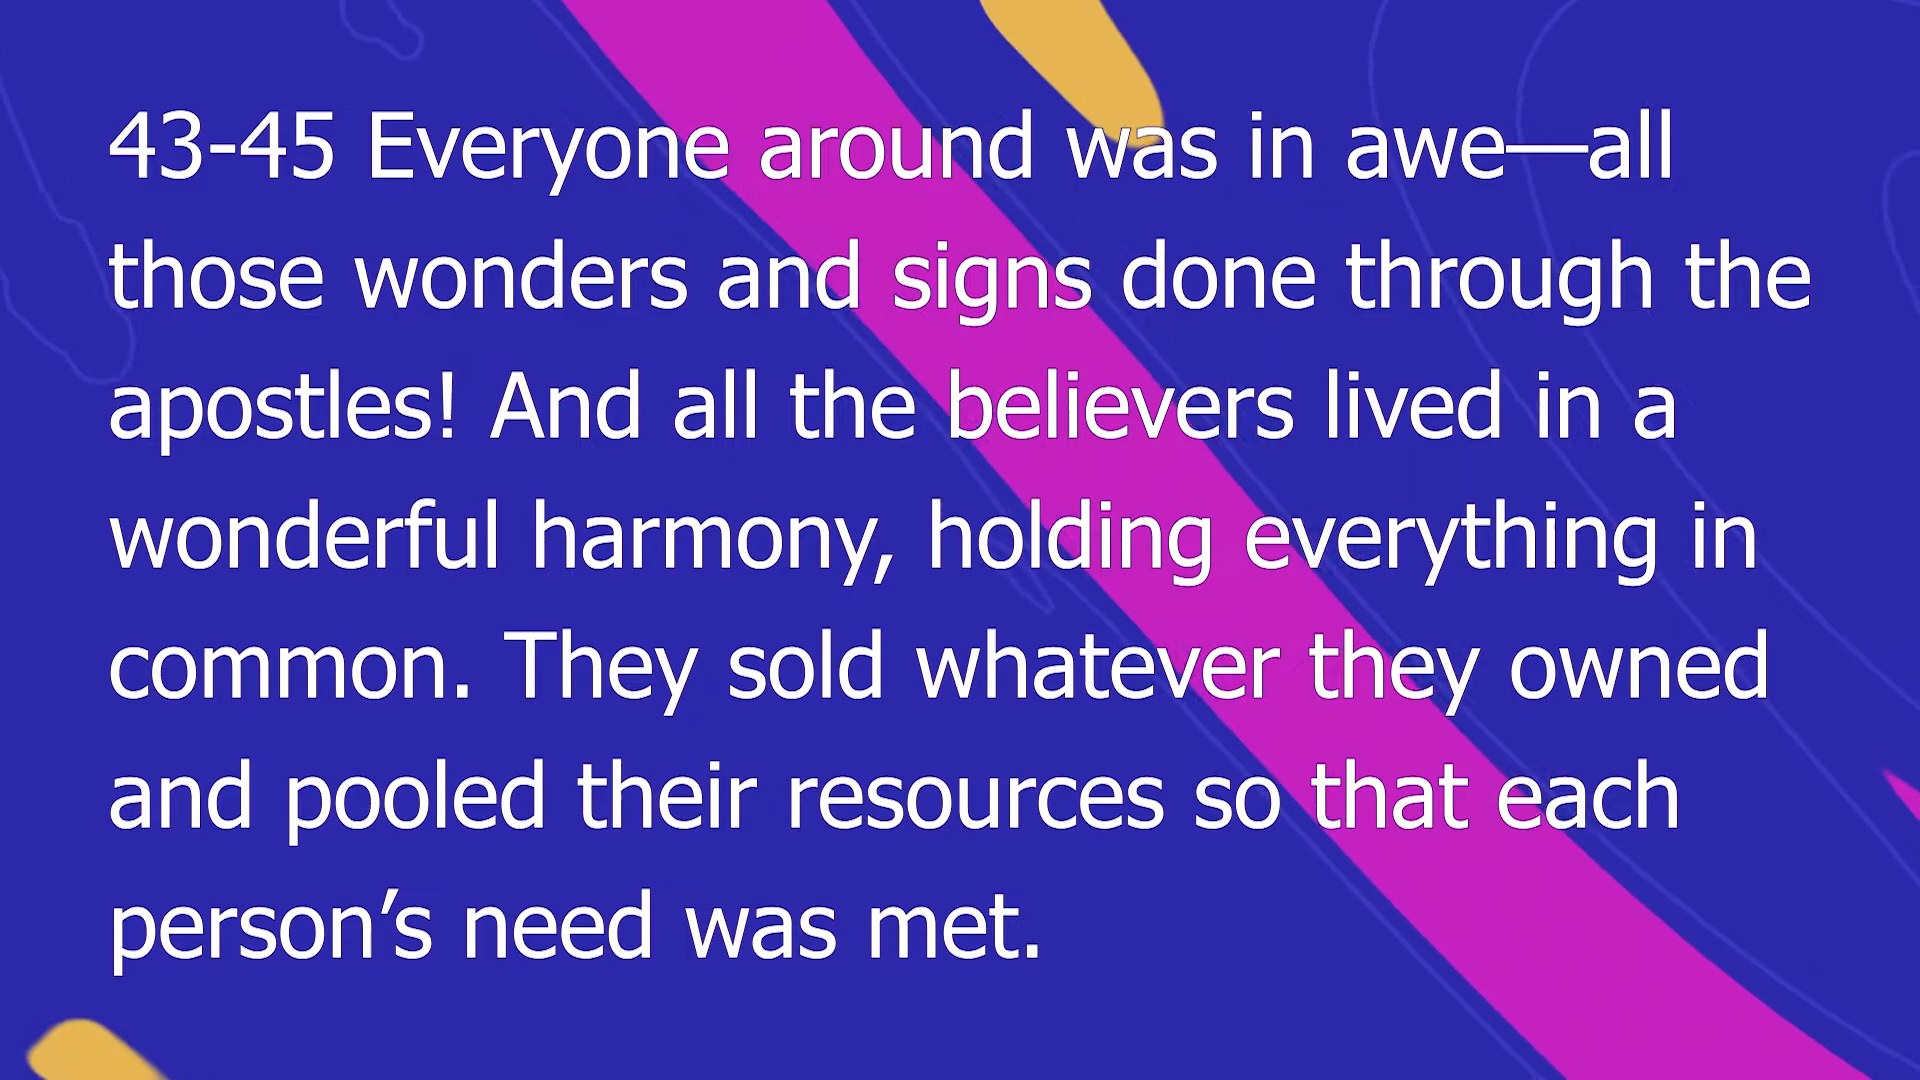 43-45 Everyone around was in awe—all
those wonders and signs done through the
apostles! And all the believers lived in a
wonderful harmony, holding everything in
common. They sold whatever they owned
and pooled their resources so that each
person’s need was met.